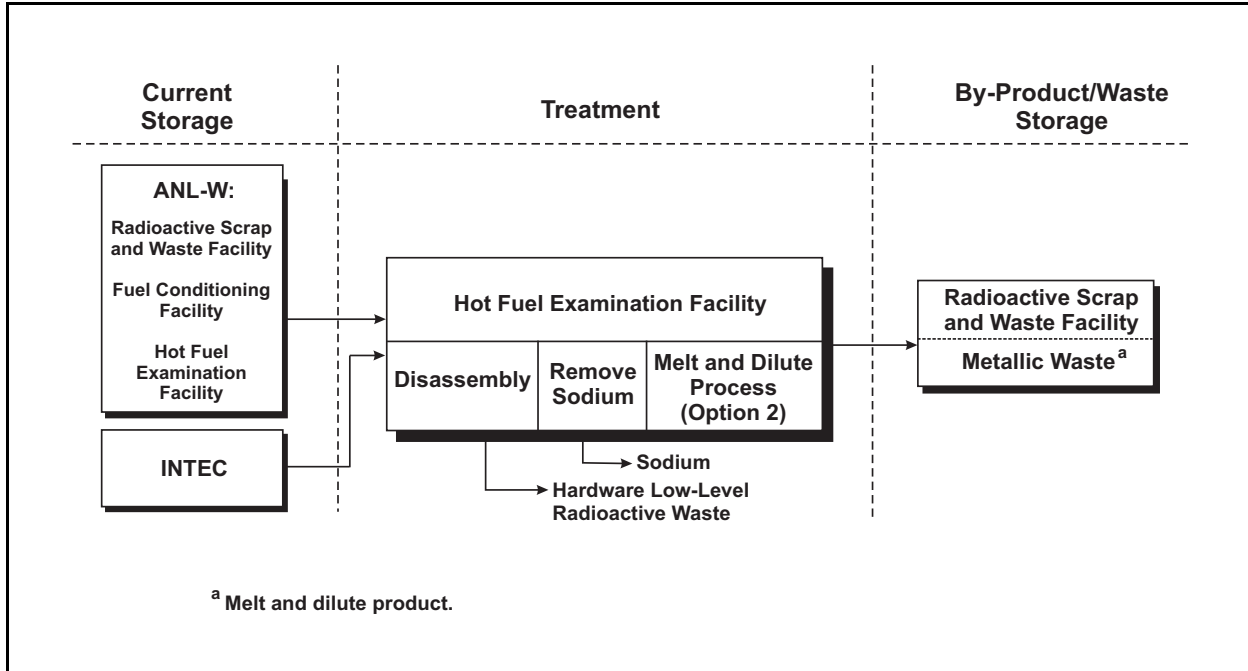 Current
Storage
Treatment
By-Product/Waste
Storage
ANL-W:
Radioactive Scrap
and Waste Facility
Fuel Conditioning
Facility
Hot Fuel
Examination
Facility
INTEC
Hot Fuel Examination Facility
Disassembly
Remove
Sodium
Melt and Dilute
Process
(Option 2)
Sodium
Hardware Low-Level
Radioactive Waste
Radioactive Scrap
and Waste Facility
Metallic Waste a
a Melt and dilute product.